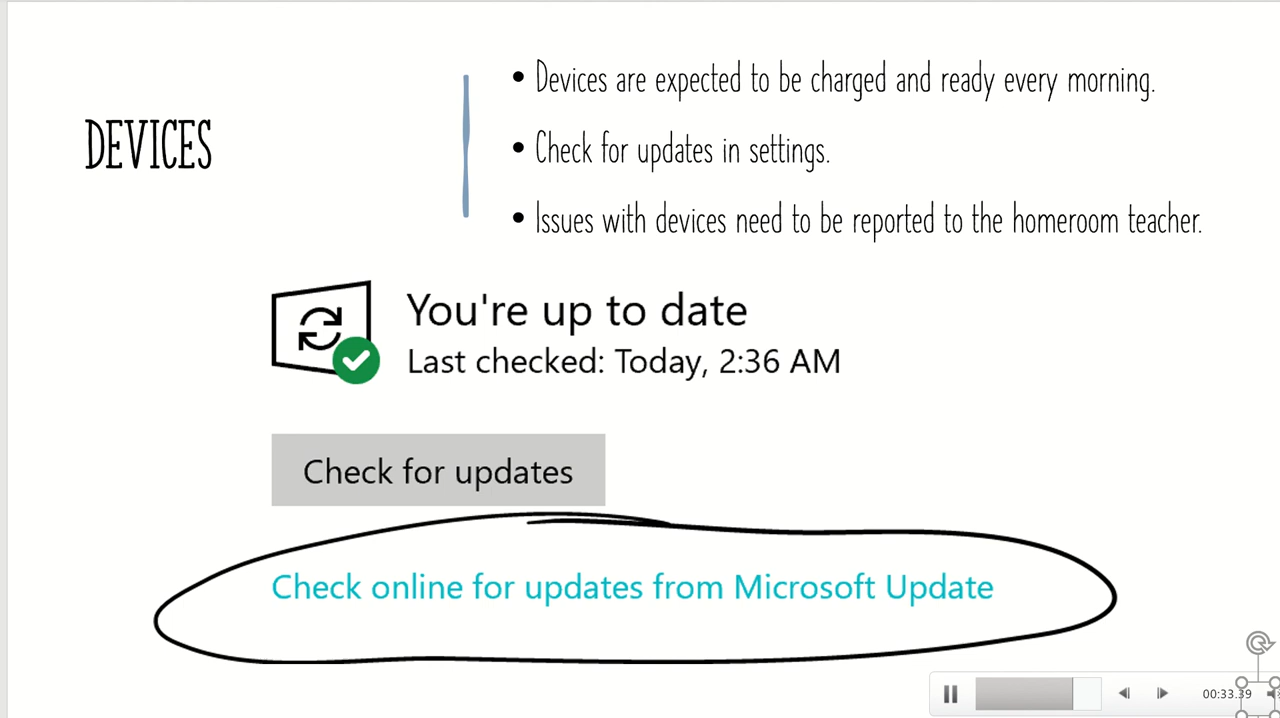 DEVICES
• Devices are expected to be charged and ready every morning.
• Check for updates in settings.
• Issues with devices need to be reported to the homeroom teacher.
You're up to date
Last checked: Today, 2:36 AM
Check for updates
Check online for updates from Microsoft Update
00:33.39